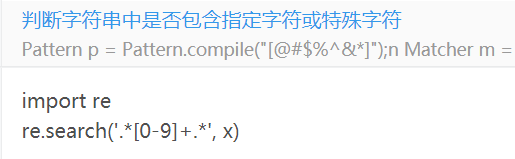 判断字符串中是否包含指定字符或特殊字符
Pattern p = Pattern.compile("[@#$%^&*]");n Matcher m =
import re
re.search('.*[0-9]+.*', x)